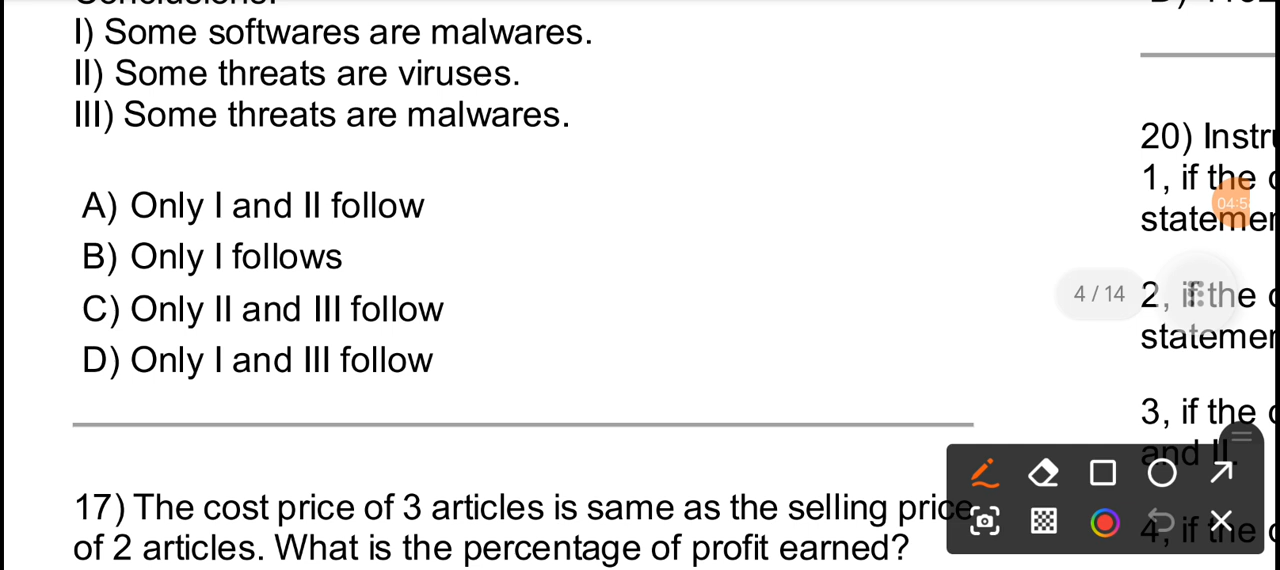 I) Some softwares are malwares.
II) Some threats are viruses.
III) Some threats are malwares.
A) Only I and II follow
B) Only I follows
C) Only II and III follow
D) Only I and III follow
17) The cost price of 3 articles is same as the selling price
of 2 articles. What is the percentage of profit earned?
20) Instr
1, if the
stateme
04:5
4 / 14
2, if the
statemer
3, if the
and II.
4, if the